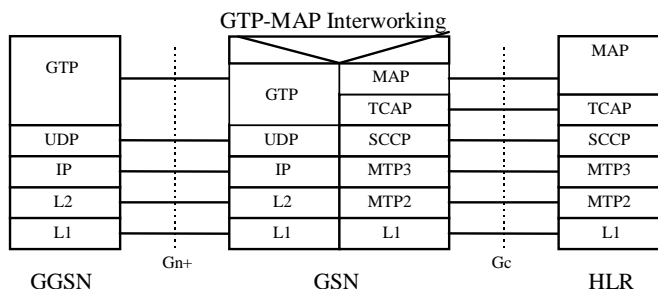 GTP-MAP Interworking
GTP
GTP
MAP
MAP
TCAP
TCAP
UDP
UDP
SCCP
SCCP
IP
IP
MTP3
MTP3
L2
L2
MTP2
MTP2
L1
L1
L1
L1
Gn+
Gc
GGSN
GSN
HLR